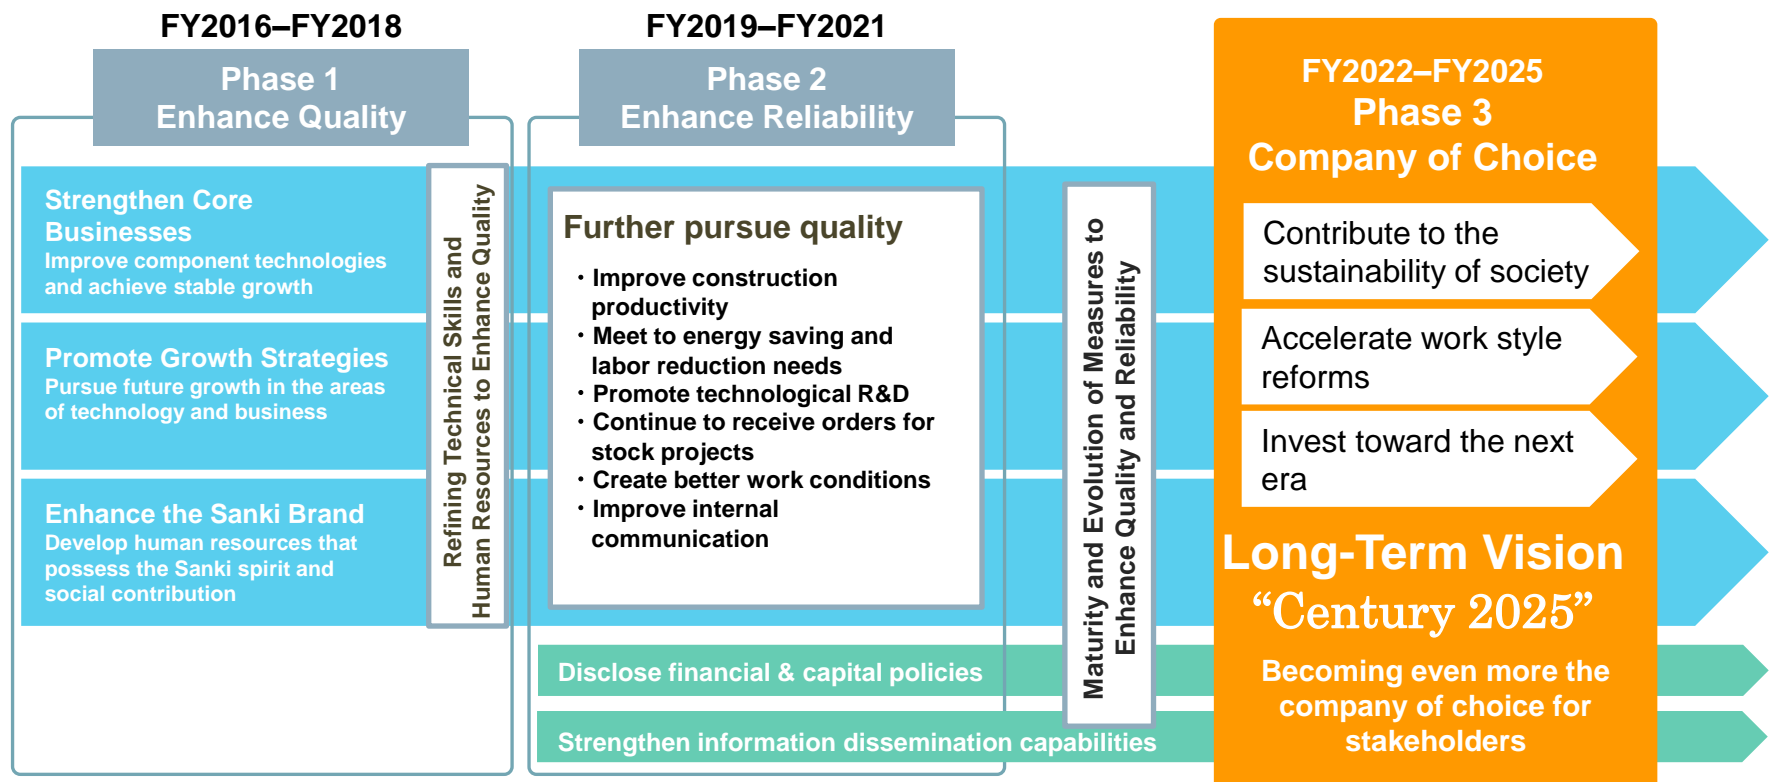 FY2016–FY2018
Phase 1
Enhance Quality
Strengthen Core
Businesses
Improve component technologies
and achieve stable growth
Promote Growth Strategies
Pursue future growth in the areas
of technology and business
Enhance the Sanki Brand
Develop human resources that
possess the Sanki spirit and
social contribution
Refining Technical Skills and
Human Resources to Enhance Quality
FY2019–FY2021
Phase 2
Enhance Reliability
Further pursue quality
・Improve construction
productivity
・Meet to energy saving and
labor reduction needs
・Promote technological R&D
・Continue to receive orders for
stock projects
・Create better work conditions
・Improve internal
communication
Disclose financial & capital policies
Strengthen information dissemination capabilities
Maturity and Evolution of Measures to
Enhance Quality and Reliability
FY2022–FY2025
Phase 3
Company of Choice
Contribute to the
sustainability of society
Accelerate work style
reforms
Invest toward the next
era
Long-Term Vision
“Century 2025”
Becoming even more the
company of choice for
stakeholders